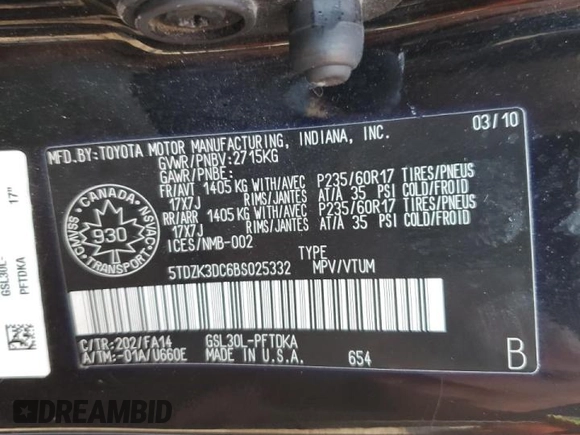 MFD.BY:TOYOTA MOTOR MANUFACTURING, INDIANA, INC. 03/10
GVWR/PNBV:2715KG
GAWR/PNBE:
FR/AVT 1405 KG WITH/AVEC P235/60R17 TIRES/PNEUS
17X7J RIMS/JANTES AT/A 35 PSI COLD/FROID
RR/ARR 1405 KG WITH/AVEC P235/60R17 TIRES/PNEUS
17X7J RIMS/JANTES AT/A 35 PSI COLD/FROID
ICES/NMB-002
TYPE
5TDZK3DC6BS025332 MPV/VTUM
CANADA
CMVSS
NSVAC
930
TRANSPORT
C/TR:202/FA14 GSL30L-PFTDKA
A/TM:-01A/U660E MADE IN U.S.A. 654
B
17"
GSL30L-
PFTDKA
DREAMBID